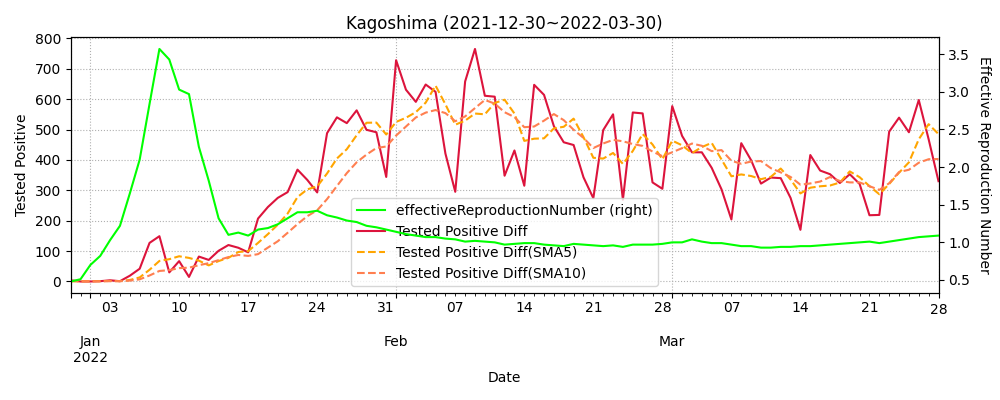 Kagoshima (2021-12-30~2022-03-30)
800
700
600
500
400
300
200
100
0
Tested Positive
3.5
3.0
2.5
2.0
1.5
1.0
0.5
Effective Reproduction Number
effectiveReproductionNumber (right)
Tested Positive Diff
Tested Positive Diff(SMA5)
Tested Positive Diff(SMA10)
03 10 17 24 31 07 14 21 28 07 14 21 28
Jan Feb Mar
2022
Date